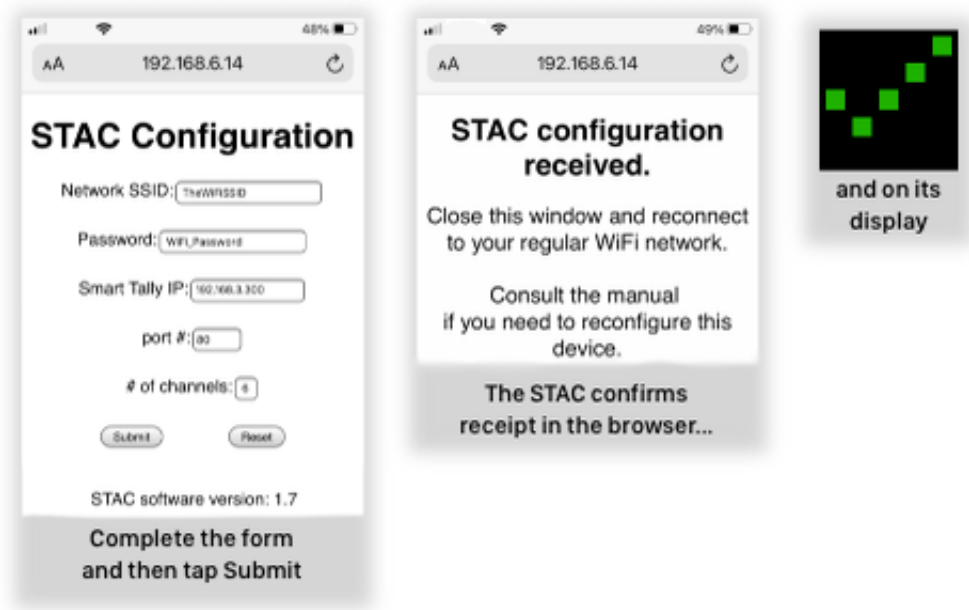 48%
AA 192.168.6.14
STAC Configuration
Network SSID: TheWiFiSSID
Password: WiFi_Password
Smart Tally IP: 192.168.3.300
port #: 80
# of channels: 6
Submit Reset
STAC software version: 1.7
Complete the form
and then tap Submit
49%
AA 192.168.6.14
STAC configuration
received.
Close this window and reconnect
to your regular WiFi network.
Consult the manual
if you need to reconfigure this
device.
The STAC confirms
receipt in the browser...
and on its
display